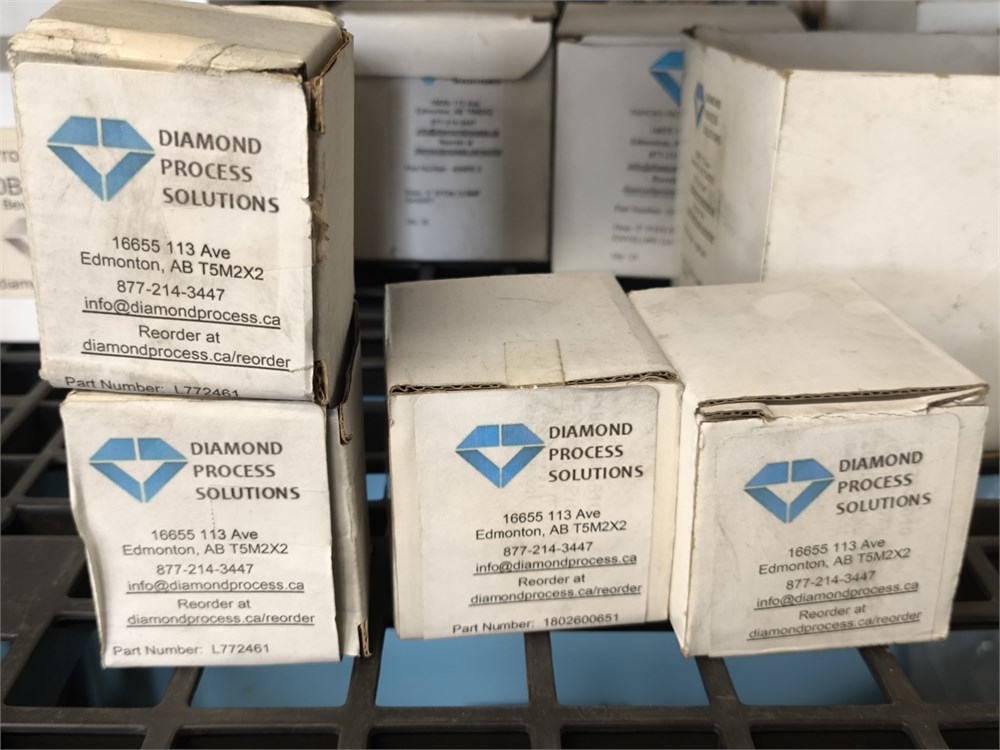 DIAMOND
PROCESS
SOLUTIONS
16655 113 Ave
Edmonton, AB T5M2X2
877-214-3447
info@diamondprocess.ca
Reorder at
diamondprocess.ca/reorder
Part Number: L772461
DIAMOND
PROCESS
SOLUTIONS
16655 113 Ave
Edmonton, AB T5M2X2
877-214-3447
info@diamondprocess.ca
Reorder at
diamondprocess.ca/reorder
Part Number: L772461
DIAMOND
PROCESS
SOLUTIONS
16655 113 Ave
Edmonton, AB T5M2X2
877-214-3447
info@diamondprocess.ca
Reorder at
diamondprocess.ca/reorder
Part Number: 1802600651
DIAMOND
PROCESS
SOLUTIONS
16655 113 Ave
Edmonton, AB T5M2X2
877-214-3447
info@diamondprocess.ca
Reorder at
diamondprocess.ca/reorder